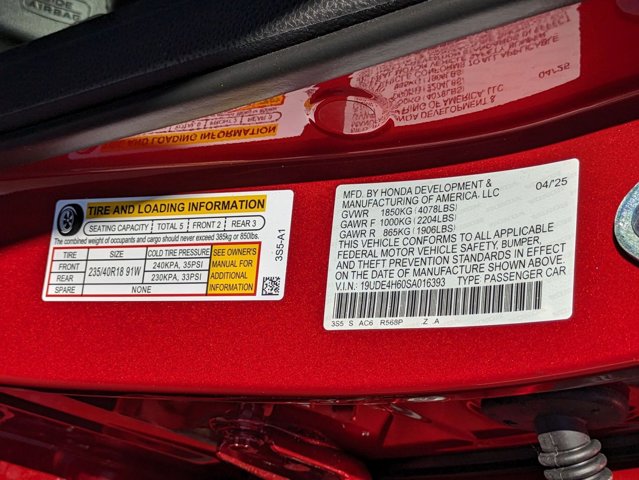 SIDE
AIRBAG
TIRE AND LOADING INFORMATION
SEATING CAPACITY TOTAL 5 FRONT 2 REAR 3
The combined weight of occupants and cargo should never exceed 385kg or 850lbs.
TIRE SIZE COLD TIRE PRESSURE
FRONT 235/40R18 91W 240KPA, 35PSI
REAR 230KPA, 33PSI
SPARE NONE
SEE OWNER'S
MANUAL FOR
ADDITIONAL
INFORMATION
3S5-A1
MFD. BY HONDA DEVELOPMENT & 04/25
MANUFACTURING OF AMERICA, LLC
GVWR 1850KG (4078LBS)
GAWR F 1000KG (2204LBS)
GAWR R 865KG (1906LBS)
THIS VEHICLE CONFORMS TO ALL APPLICABLE
FEDERAL MOTOR VEHICLE SAFETY, BUMPER,
AND THEFT PREVENTION STANDARDS IN EFFECT
ON THE DATE OF MANUFACTURE SHOWN ABOVE.
V.I.N.: 19UDE4H60SA016393 TYPE PASSENGER CAR
3S5 S AC6 R568P .Z A